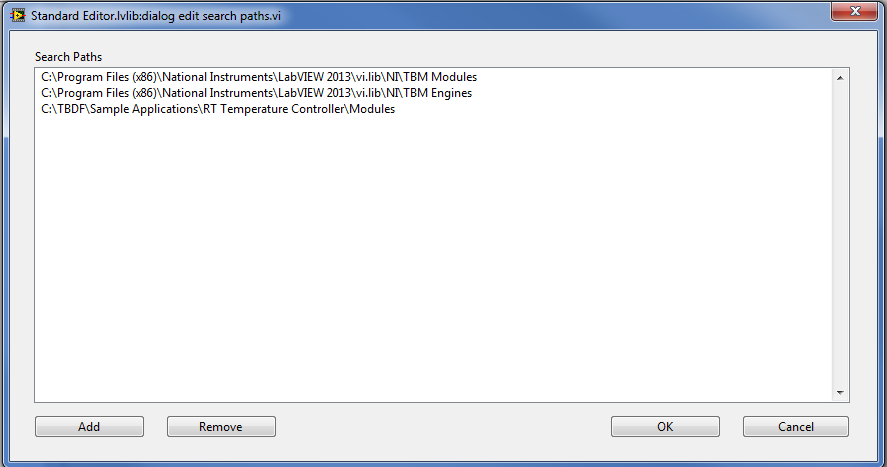 Standard Editor.lvlib:dialog edit search paths.vi
Search Paths
C:\Program Files (x86)\National Instruments\LabVIEW 2013\vi.lib\NI\TBM Modules
C:\Program Files (x86)\National Instruments\LabVIEW 2013\vi.lib\NI\TBM Engines
C:\TBDF\Sample Applications\RT Temperature Controller\Modules
Add Remove OK Cancel